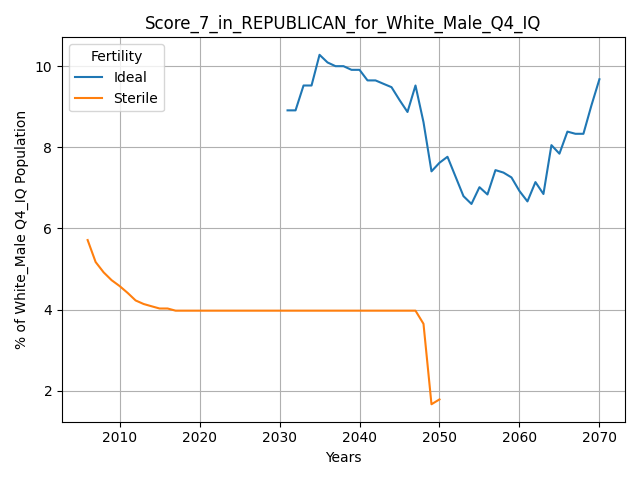 Score_7_in_REPUBLICAN_for_White_Male_Q4_IQ
Fertility
Ideal
Sterile
% of White_Male Q4_IQ Population
10
8
6
4
2
2010 2020 2030 2040 2050 2060 2070
Years